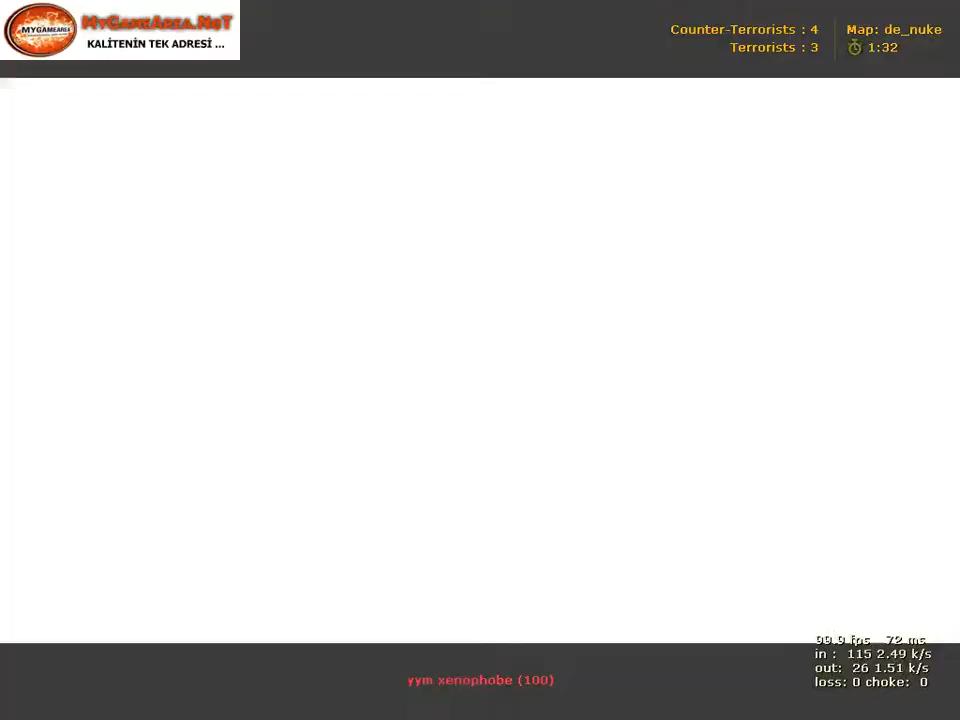 MyGameArea.NeT
MYGAMEAREA
KALİTENİN TEK ADRESİ ...
Counter-Terrorists : 4
Terrorists : 3
Map: de_nuke
1:32
99.9 fps 72 ms
in : 115 2.49 k/s
out: 26 1.51 k/s
loss: 0 choke: 0
yym xenophobe (100)